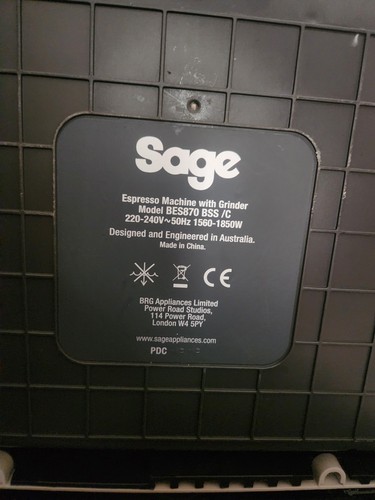 Sage
Espresso Machine with Grinder
Model BES870 BSS /C
220-240V~50Hz 1560-1850W
Designed and Engineered in Australia.
Made in China.
CE
BRG Appliances Limited
Power Road Studios,
114 Power Road,
London W4 5PY
www.sageappliances.com
PDC